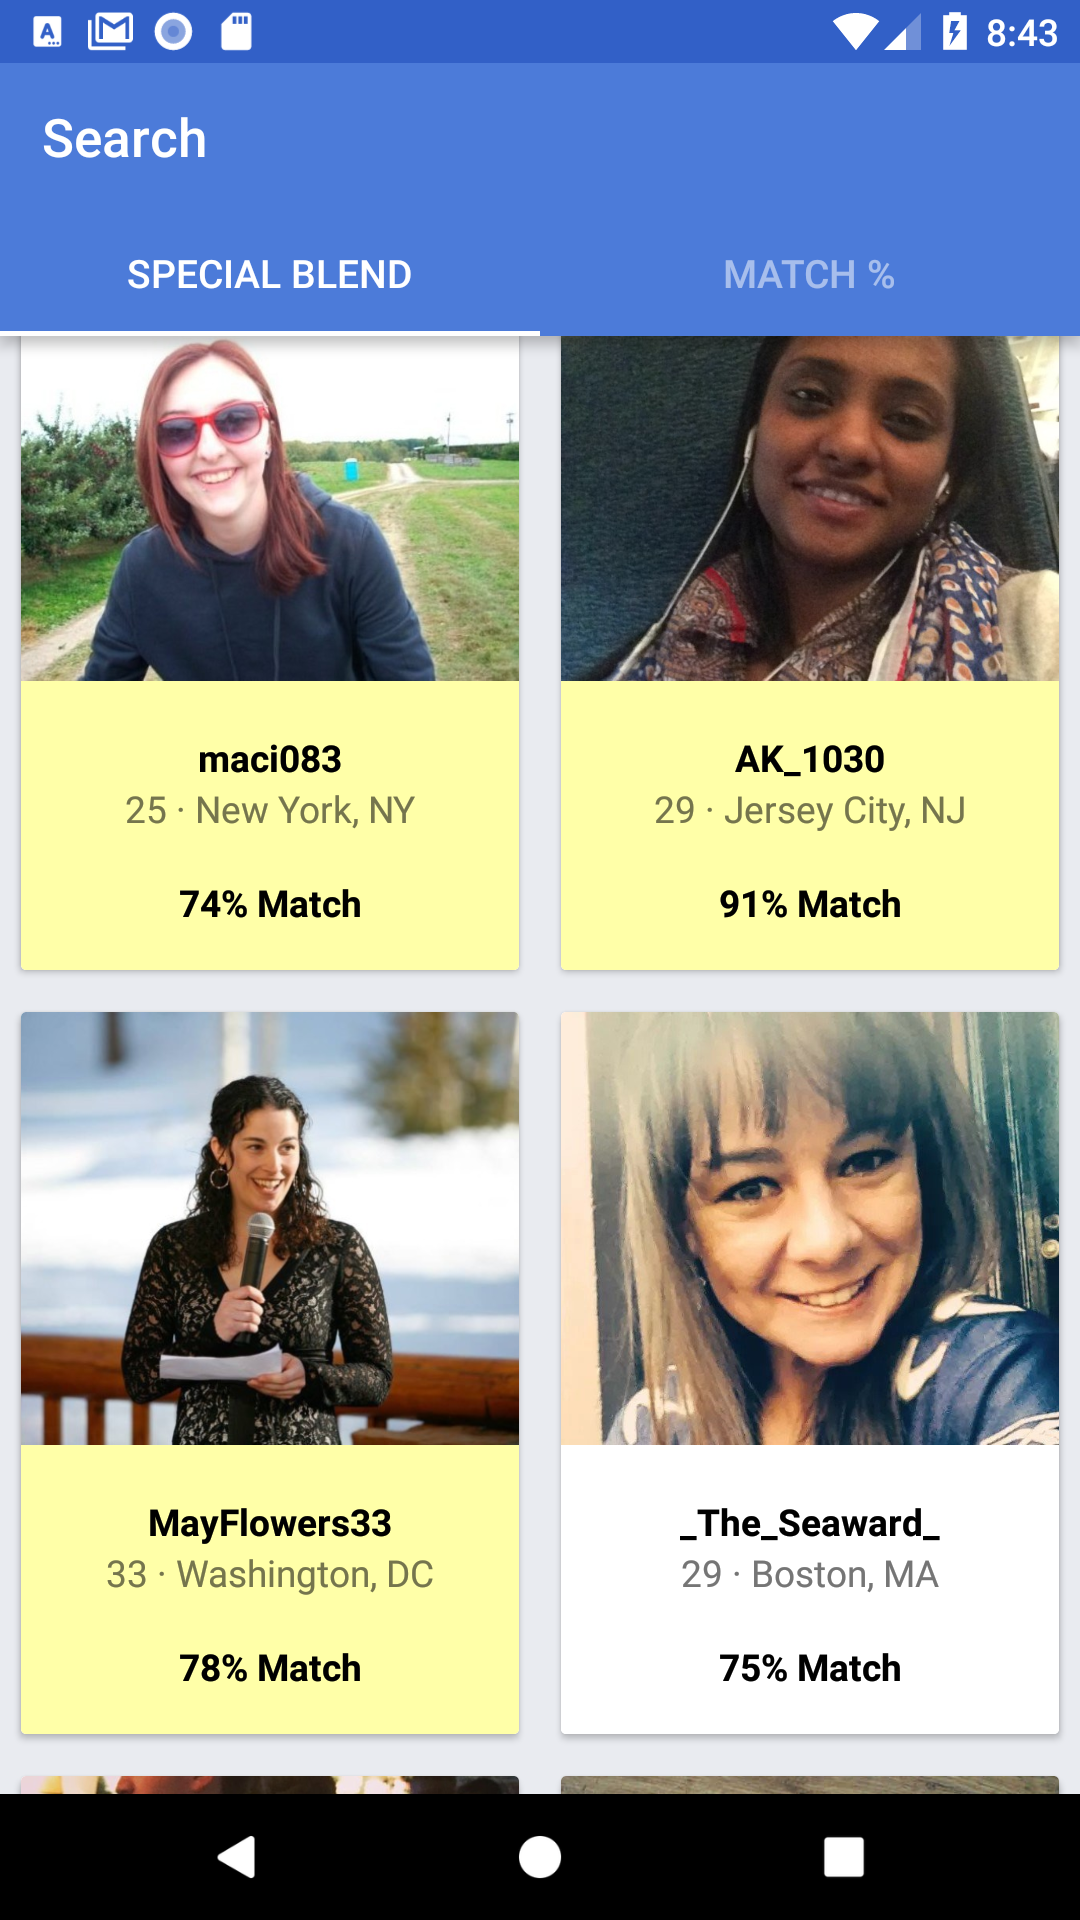 8:43
Search
SPECIAL BLEND
MATCH %
maci083
25 · New York, NY
74% Match
AK_1030
29 · Jersey City, NJ
91% Match
MayFlowers33
33 · Washington, DC
78% Match
_The_Seaward_
29 · Boston, MA
75% Match